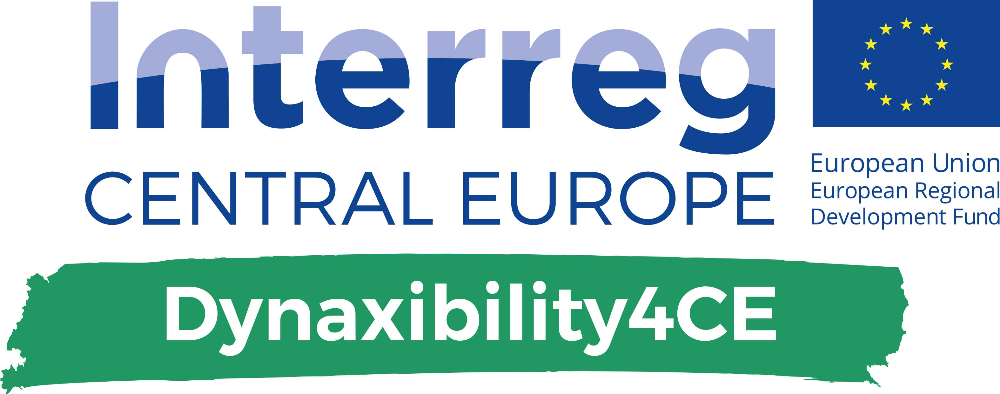 Interreg
CENTRAL EUROPE
European Union
European Regional
Development Fund
Dynaxibility4CE